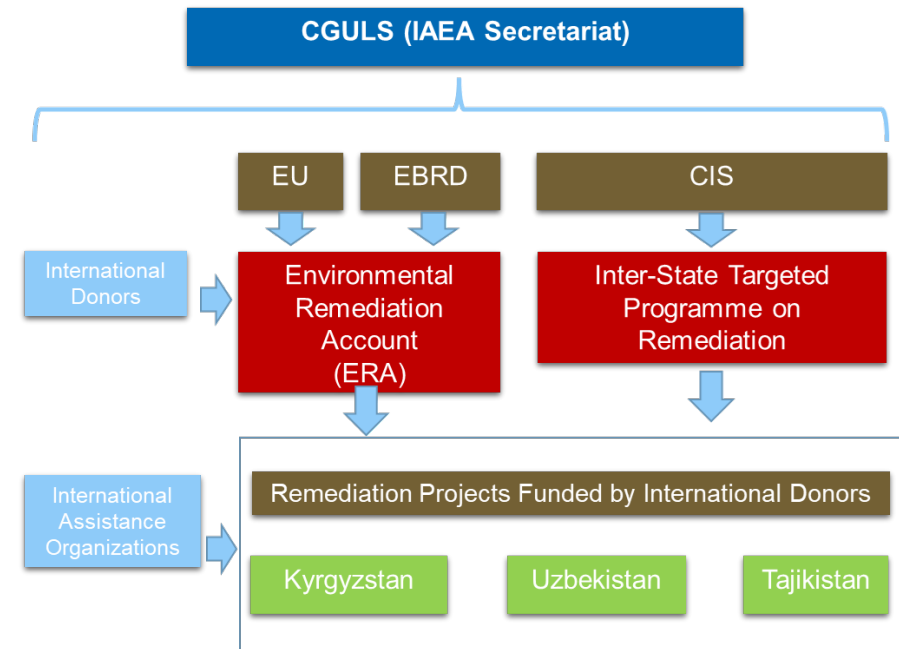 CGULS (IAEA Secretariat)
EU
EBRD
CIS
International
Donors
Environmental
Remediation
Account
(ERA)
Inter-State Targeted
Programme on
Remediation
International
Assistance
Organizations
Remediation Projects Funded by International Donors
Kyrgyzstan
Uzbekistan
Tajikistan